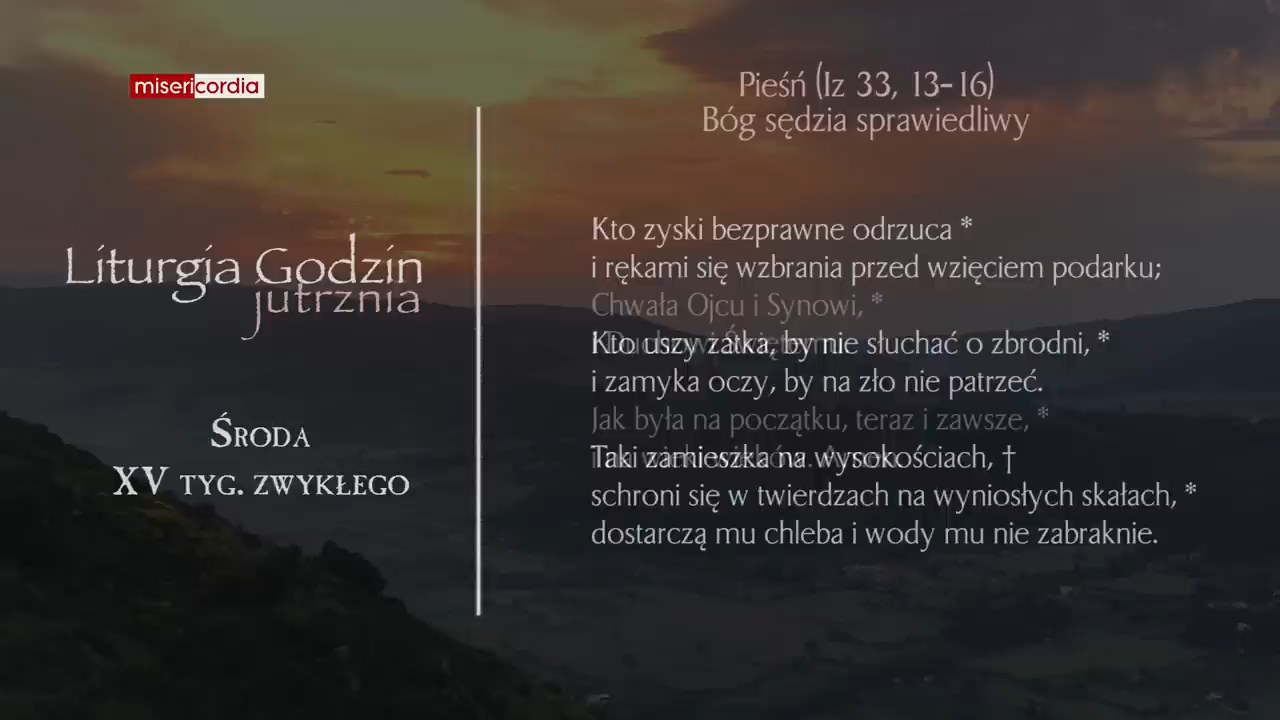 misericordia
Pieśń (Iz 33, 13-16)
Bóg sędzia sprawiedliwy
Liturgia Godzin
jutrznia
Środa
XV tyg. zwykłego
Kto zyski bezprawne odrzuca *
i rękami się wzbrania przed wzięciem podarku;
Chwała Ojcu i Synowi, *
Kto uszy zatka, by nie słuchać o zbrodni, *
i zamyka oczy, by na zło nie patrzeć.
Jak była na początku, teraz i zawsze, *
Taki zamieszka na wysokościach, †
schroni się w twierdzach na wyniosłych skałach, *
dostarczą mu chleba i wody mu nie zabraknie.